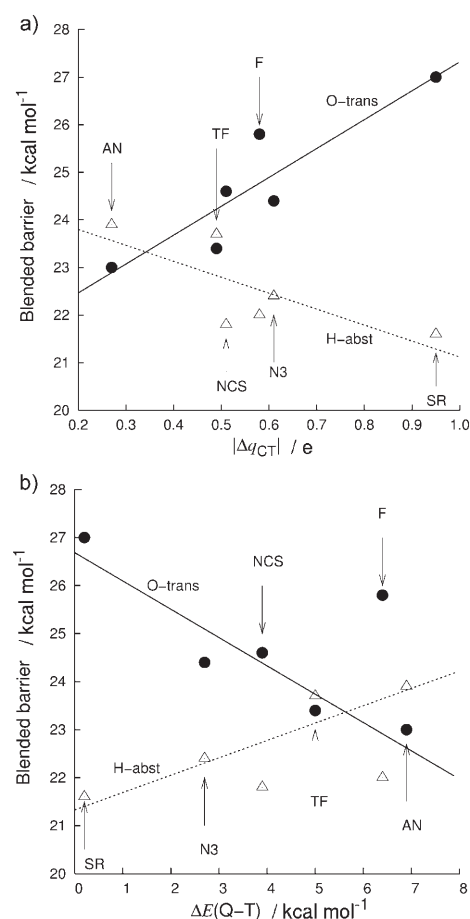 a)
28
27
26
25
24
23
22
21
20
Blended barrier / kcal mol⁻¹
F
O−trans
TF
AN
H−abst
NCS
N3
SR
0.2 0.3 0.4 0.5 0.6 0.7 0.8 0.9 1.0
|ΔqCT| / e
b)
28
27
26
25
24
23
22
21
20
Blended barrier / kcal mol⁻¹
F
NCS
O−trans
H−abst
TF
AN
N3
SR
0 1 2 3 4 5 6 7 8
ΔE(Q−T) / kcal mol⁻¹